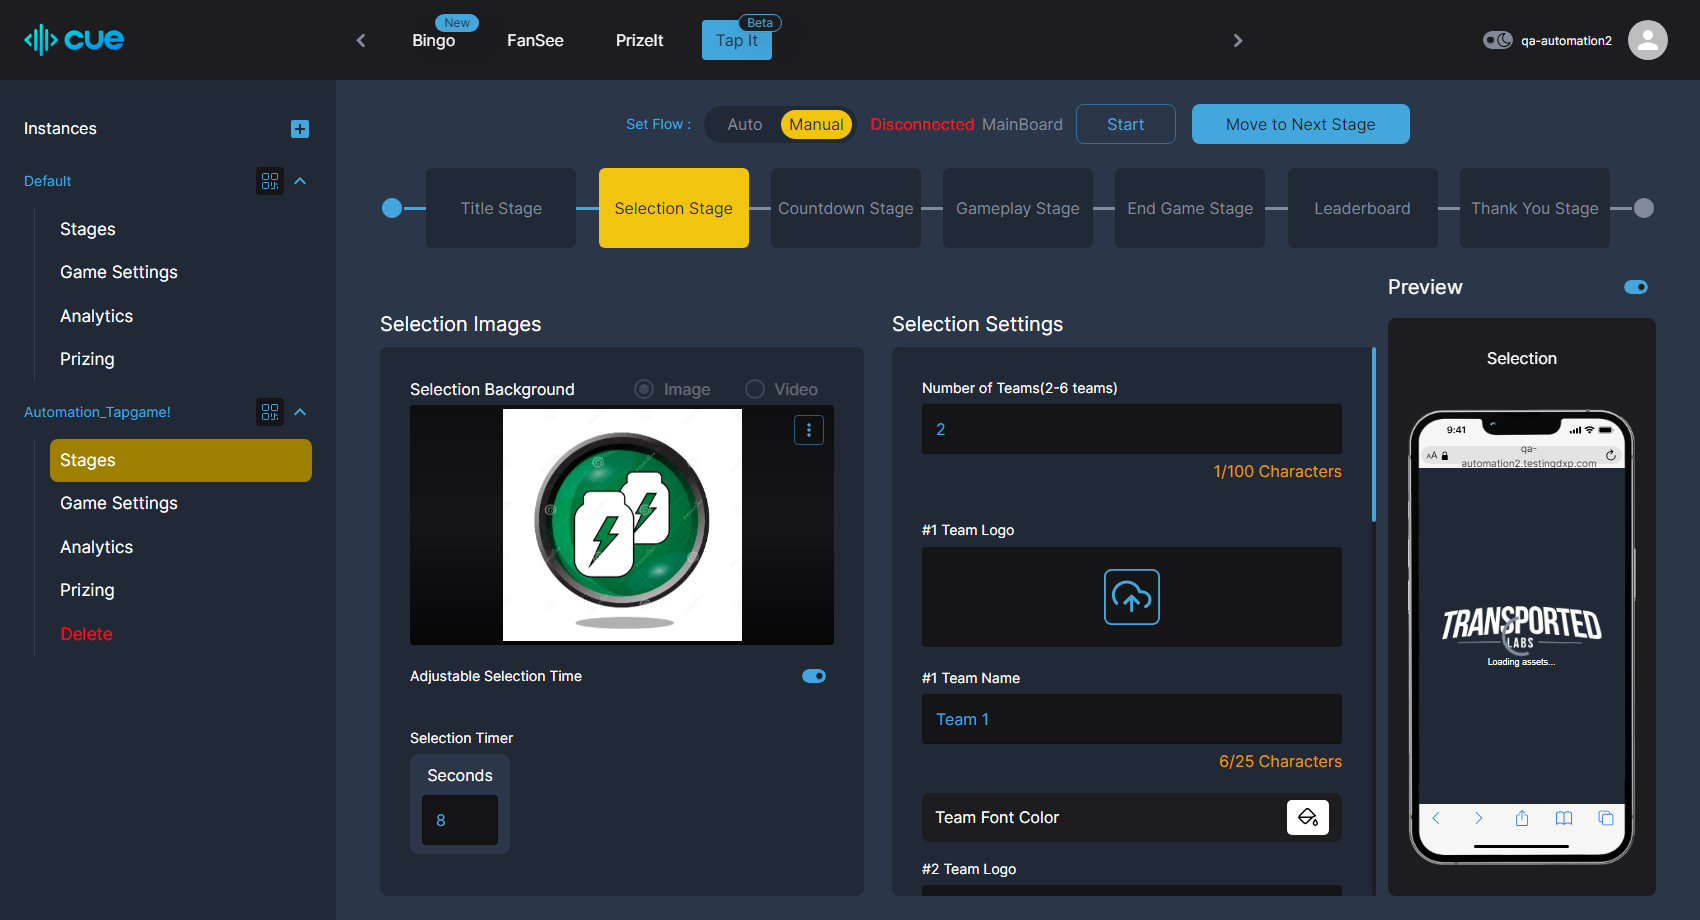 cue
New
Bingo
FanSee
PrizeIt
Beta
Tap It
qa-automation2
Instances
Default
Stages
Game Settings
Analytics
Prizing
Automation_Tapgame!
Stages
Game Settings
Analytics
Prizing
Delete
Set Flow :
Auto
Manual
Disconnected MainBoard
Start
Move to Next Stage
Title Stage
Selection Stage
Countdown Stage
Gameplay Stage
End Game Stage
Leaderboard
Thank You Stage
Selection Images
Selection Background
Image
Video
Adjustable Selection Time
Selection Timer
Seconds
8
Selection Settings
Number of Teams(2-6 teams)
2
1/100 Characters
#1 Team Logo
#1 Team Name
Team 1
6/25 Characters
Team Font Color
#2 Team Logo
Preview
Selection
9:41
AA
qa-
automation2.testingdxp.com
TRANSPORTED
LABS
Loading assets...